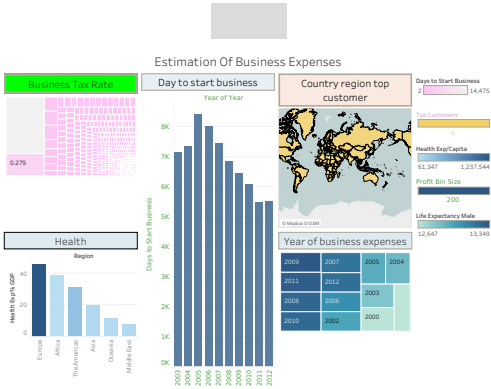 Estimation Of Business Expenses
Business Tax Rate
Day to start business
Country region top
customer
Days to Start Business
2
14,475
Year of Year
0.279
Top Customers
5
Health Exp/Capita
61,347
1,237,544
Profit Bin Size
200
Life Expectancy Male
12,647
13,349
Days to Start Business
8K
7K
6K
5K
4K
3K
2K
1K
0K
2003
2004
2005
2006
2007
2008
2009
2010
2011
2012
© Mapbox © OSM
Health
Region
Health Exp% GDP
40
20
0
Europe
Africa
The Americas
Asia
Oceania
Middle East
Year of business expenses
2009
2007
2005
2004
2011
2012
2008
2006
2003
2010
2002
2000